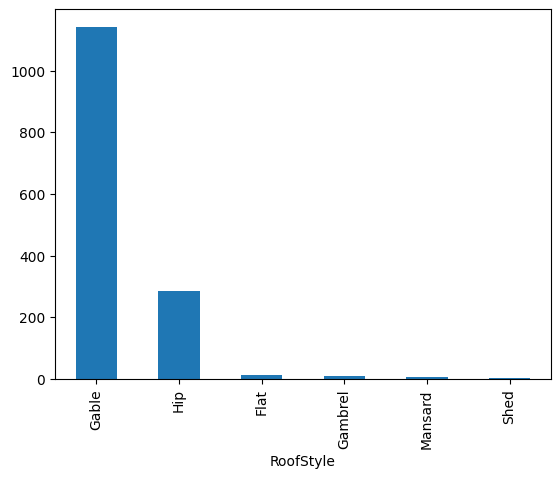 1000
800
600
400
200
0
Gable
Hip
Flat
Gambrel
Mansard
Shed
RoofStyle